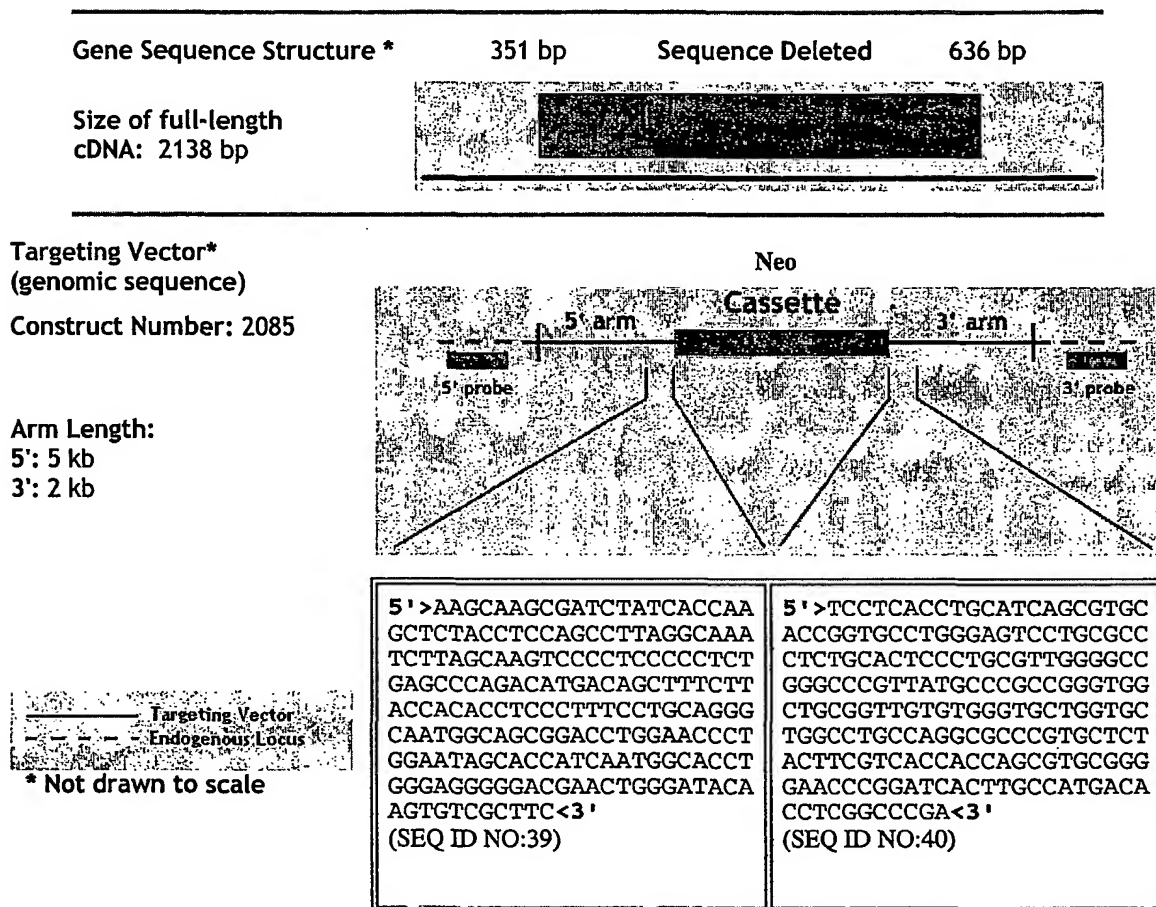 Gene Sequence Structure * 351 bp Sequence Deleted 636 bp
Size of full-length
cDNA: 2138 bp
Targeting Vector*
(genomic sequence)
Construct Number: 2085
Arm Length:
5': 5 kb
3': 2 kb
Neo
Cassette
5' arm
3' arm
5' probe
3' probe
Targeting Vector
Endogenous Locus
* Not drawn to scale
5'>AAGCAAGCGATCTATCACCAA
GCTCTACCTCCAGCCTTAGGCAAA
TCTTAGCAAGTCCCCTCCCCCTCT
GAGCCCAGACATGACAGCTTTCTT
ACCACACCTCCCTTTCCTGCAGGG
CAATGGCAGCGGACCTGGAACCCT
GGAATAGCACCATCAATGGCACCT
GGGAGGGGGACGAACTGGGATACA
AGTGTCGCTTC<3'
(SEQ ID NO:39)
5'>TCCTCACCTGCATCAGCGTGC
ACCGGTGCCTGGGAGTCCTGCGCC
CTCTGCACTCCCTGCGTTGGGGCC
GGGCCCGTTATGCCCGCCGGGTGG
CTGCGGTTGTGTGGGTGCTGGTGC
TGGCCTGCCAGGCGCCCGTGCTCT
ACTTCGTCACCACCAGCGTGCGGG
GAACCCGGATCACTTGCCATGACA
CCTCGGCCCGA<3'
(SEQ ID NO:40)